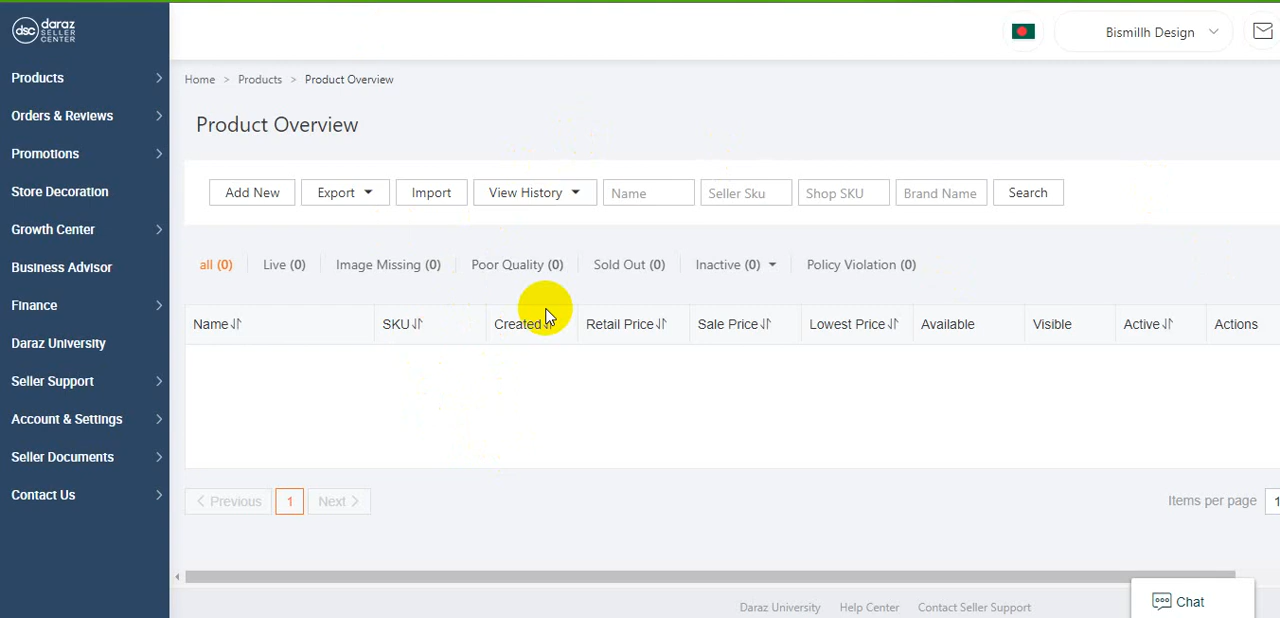 dsc daraz
SELLER
CENTER
Bismillh Design
Products
Orders & Reviews
Promotions
Store Decoration
Growth Center
Business Advisor
Finance
Daraz University
Seller Support
Account & Settings
Seller Documents
Contact Us
Home > Products > Product Overview
Product Overview
Add New Export Import View History Name Seller Sku Shop SKU Brand Name Search
all (0) Live (0) Image Missing (0) Poor Quality (0) Sold Out (0) Inactive (0) Policy Violation (0)
Name SKU Created Retail Price Sale Price Lowest Price Available Visible Active Actions
< Previous 1 Next >
Items per page 1
Chat
Daraz University Help Center Contact Seller Support